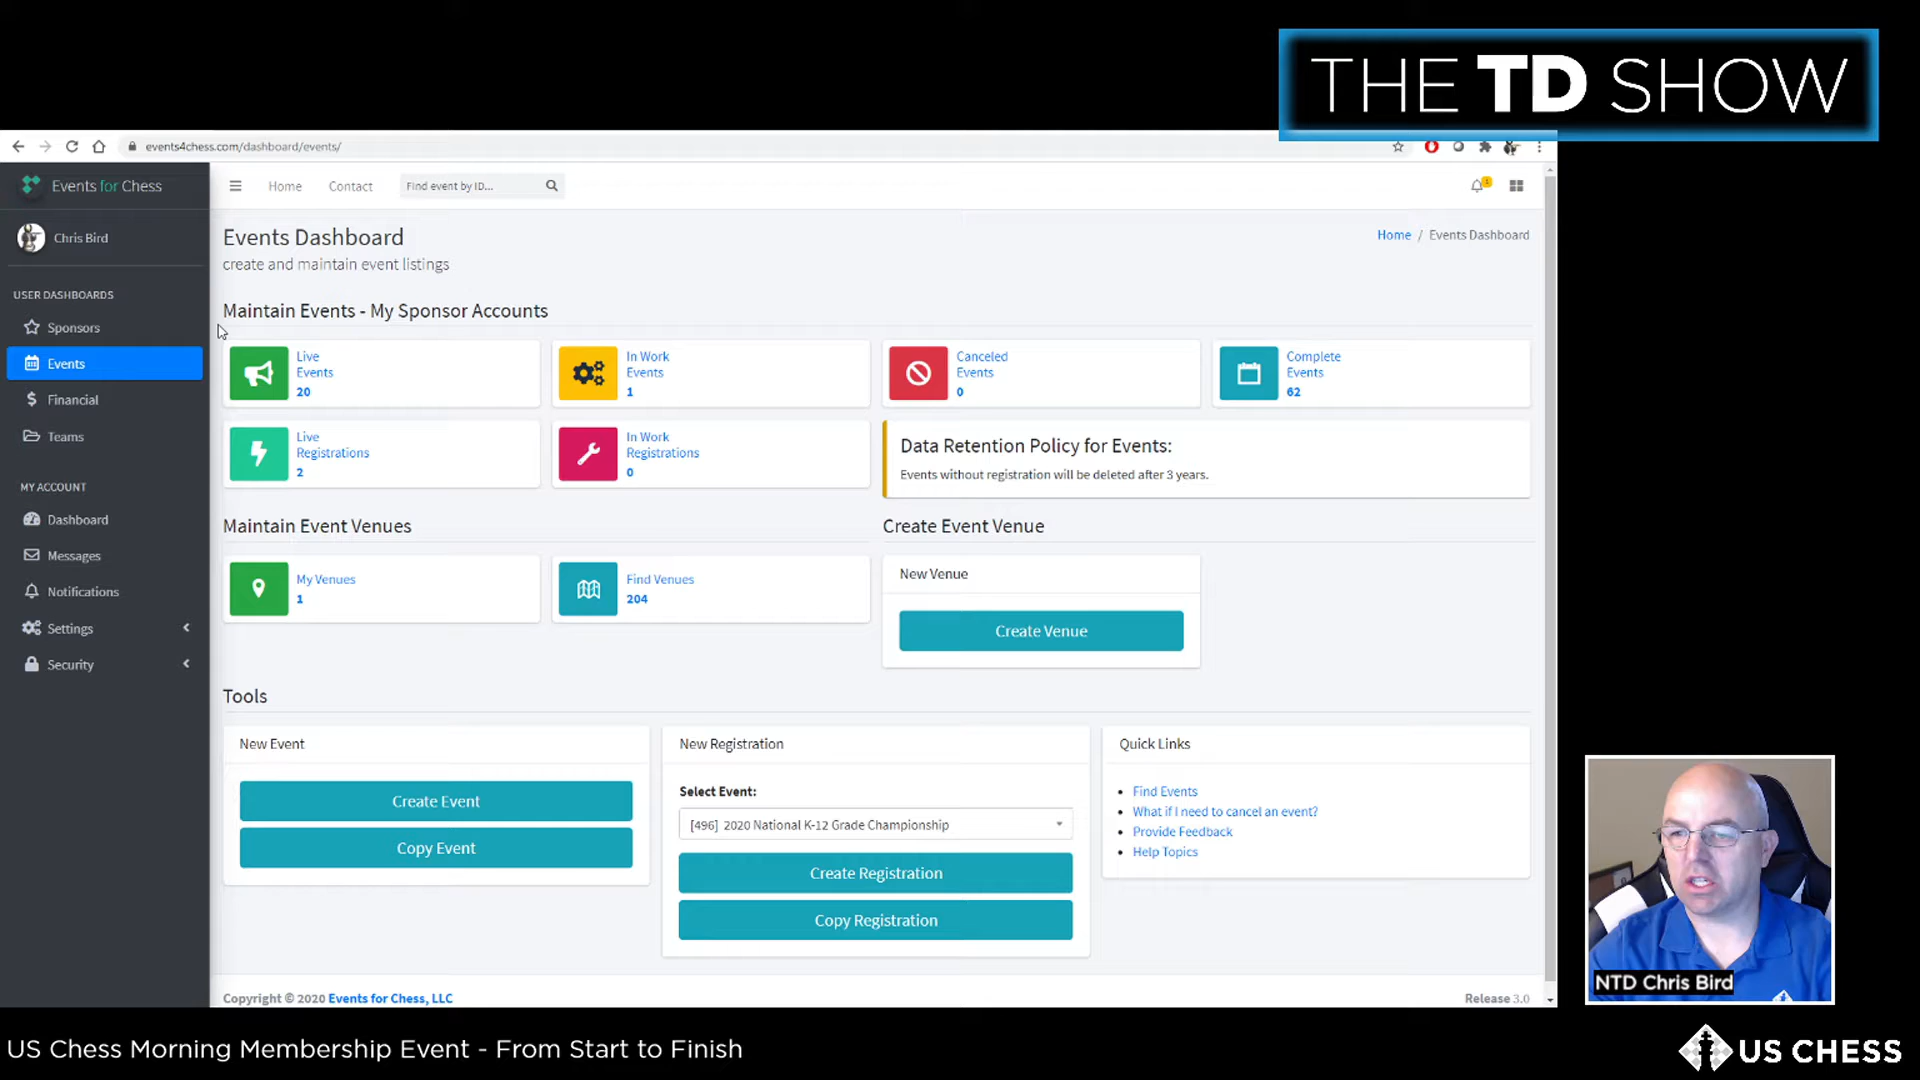 THE TD SHOW
events4chess.com/dashboard/events/
Events for Chess
Home
Contact
Find event by ID...
1
Chris Bird
Events Dashboard
create and maintain event listings
Home / Events Dashboard
USER DASHBOARDS
Sponsors
Events
Financial
Teams
MY ACCOUNT
Dashboard
Messages
Notifications
Settings
Security
Maintain Events - My Sponsor Accounts
Live
Events
20
In Work
Events
1
Canceled
Events
0
Complete
Events
62
Live
Registrations
2
In Work
Registrations
0
Data Retention Policy for Events:
Events without registration will be deleted after 3 years.
Maintain Event Venues
Create Event Venue
My Venues
1
Find Venues
204
New Venue
Create Venue
Tools
New Event
Create Event
Copy Event
New Registration
Select Event:
[496] 2020 National K-12 Grade Championship
Create Registration
Copy Registration
Quick Links
Find Events
What if I need to cancel an event?
Provide Feedback
Help Topics
Copyright © 2020 Events for Chess, LLC
Release 3.0
NTD Chris Bird
US Chess Morning Membership Event - From Start to Finish
US CHESS